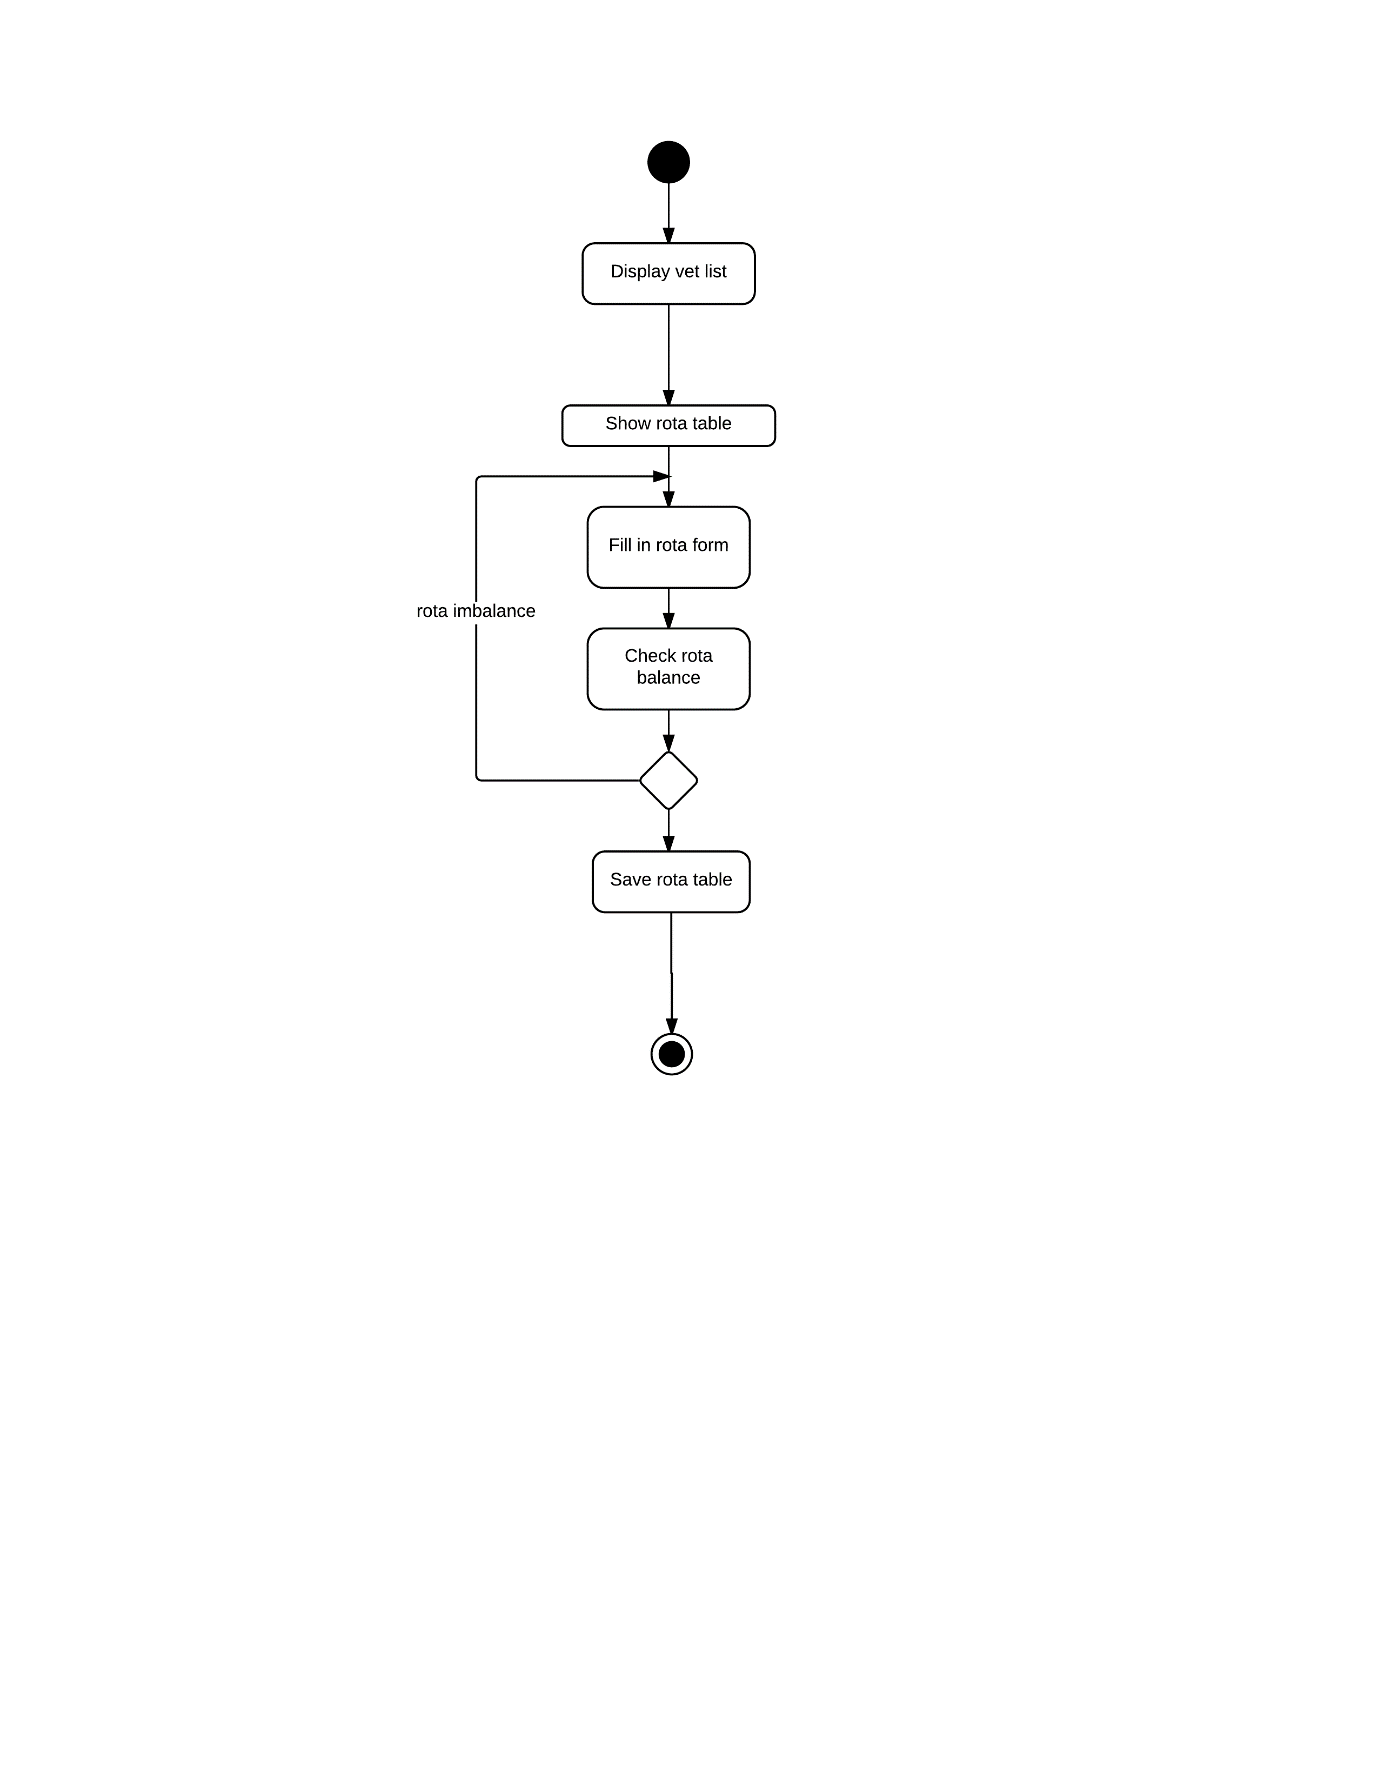 Display vet list
Show rota table
Fill in rota form
rota imbalance
Check rota
balance
Save rota table